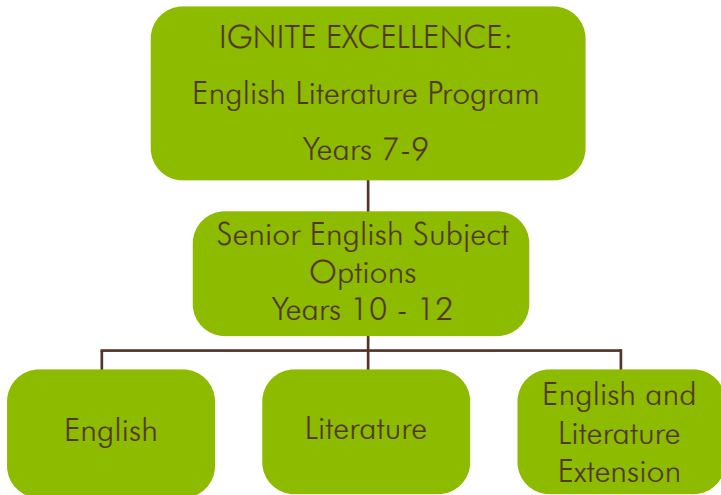 IGNITE EXCELLENCE:
English Literature Program
Years 7-9
Senior English Subject
Options
Years 10 - 12
English
Literature
English and
Literature
Extension